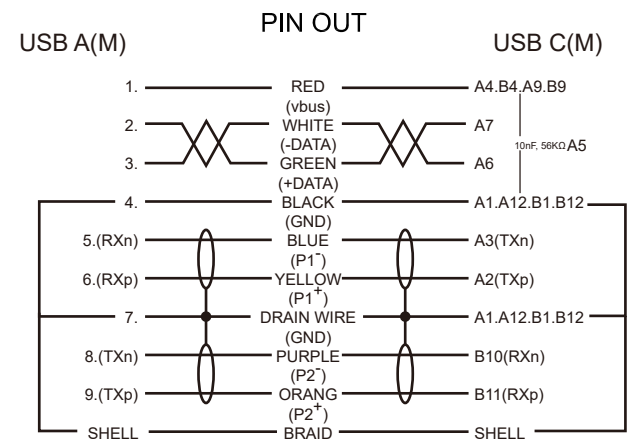 PIN OUT
USB A(M) USB C(M)
1. RED A4.B4.A9.B9
(vbus)
2. WHITE A7
(-DATA) 10nF, 56KΩ A5
3. GREEN A6
(+DATA)
4. BLACK A1.A12.B1.B12
(GND)
5.(RXn) BLUE A3(TXn)
(P1-)
6.(RXp) YELLOW A2(TXp)
(P1+)
7. DRAIN WIRE A1.A12.B1.B12
(GND)
8.(TXn) PURPLE B10(RXn)
(P2-)
9.(TXp) ORANG B11(RXp)
(P2+)
SHELL BRAID SHELL